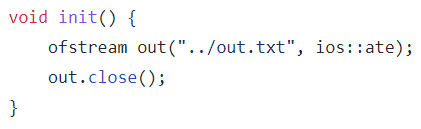 void init() {
    ofstream out("../out.txt", ios::ate);
    out.close();
}